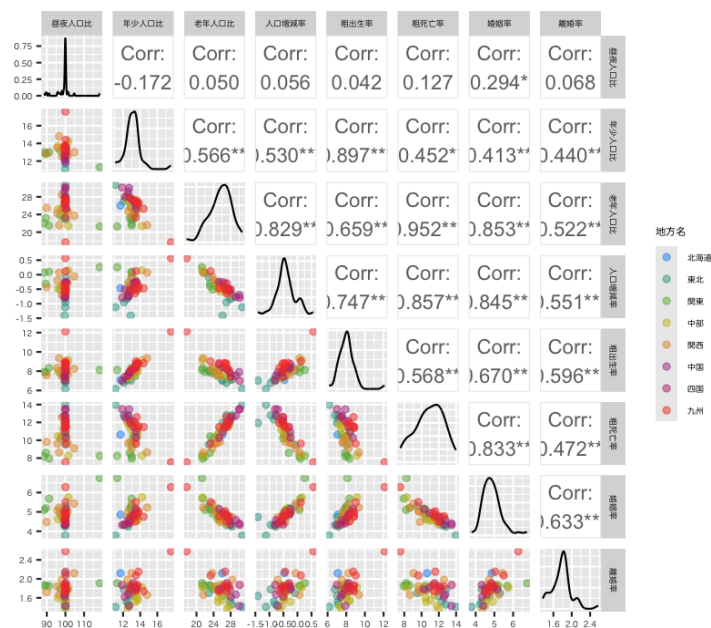 昼夜人口比 年少人口比 老年人口比 人口増減率 粗出生率 粗死亡率 婚姻率 離婚率
0.75
0.50
0.25
0.00
Corr: Corr: Corr: Corr: Corr: Corr: Corr:
-0.172 0.050 0.056 0.042 0.127 0.294* 0.068
昼夜人口比
16
14
12
Corr: Corr: Corr: Corr: Corr: Corr:
0.566** 0.530** 0.897** 0.452* 0.413** 0.440**
年少人口比
28
24
20
Corr: Corr: Corr: Corr: Corr:
0.829** 0.659** 0.952** 0.853** 0.522**
老年人口比
0.5
0.0
-0.5
-1.0
-1.5
Corr: Corr: Corr: Corr:
0.747** 0.857** 0.845** 0.551**
人口増減率
12
10
8
6
Corr: Corr: Corr:
0.568** 0.670** 0.596**
粗出生率
14
12
10
8
Corr: Corr:
0.833** 0.472**
粗死亡率
6
5
4
Corr:
0.633**
婚姻率
2.4
2.0
1.6
離婚率
90 100 110 12 14 16 20 24 28 -1.5 -1.0 -0.5 0.0 0.5 6 8 10 12 8 10 12 14 4 5 6 1.6 2.0 2.4
地方名
北海道
東北
関東
中部
関西
中国
四国
九州